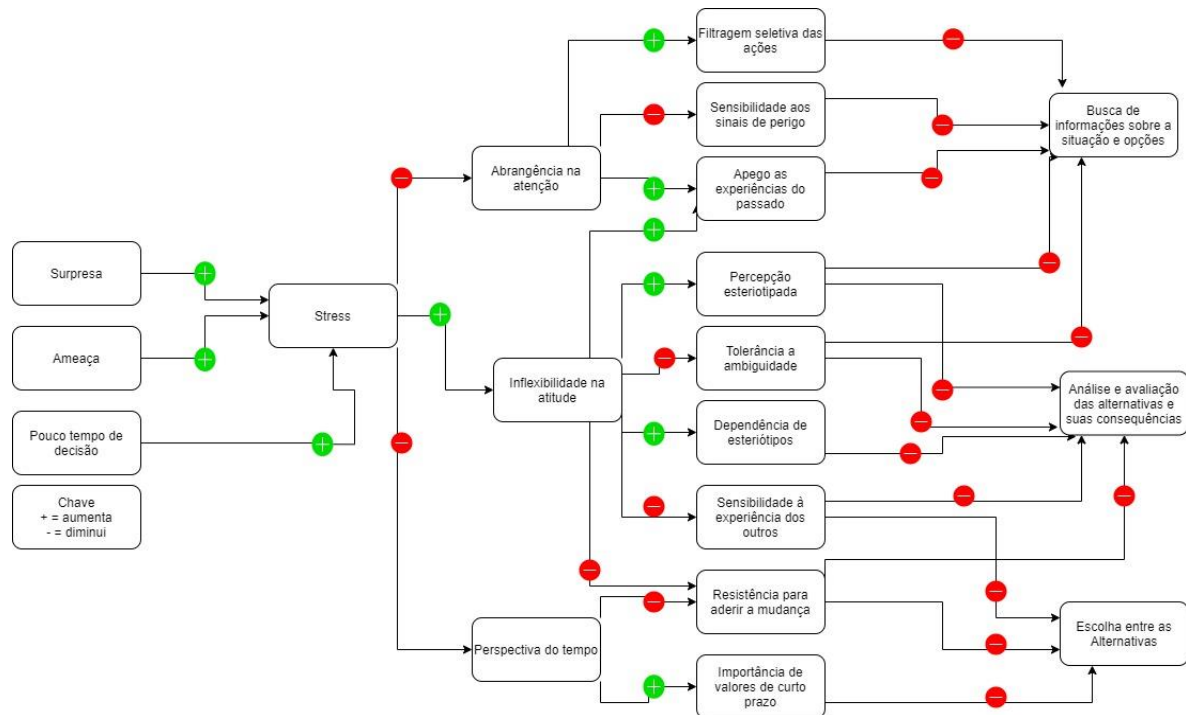 Filtragem seletiva das
ações
Sensibilidade aos
sinais de perigo
Busca de
informações sobre a
situação e opções
Abrangência na
atenção
Apego as
experiências do
passado
Surpresa
Percepção
esteriotipada
Stress
Ameaça
Tolerância a
ambiguidade
Inflexibilidade na
atitude
Análise e avaliação
das alternativas e
suas consequências
Pouco tempo de
decisão
Dependência de
esteriótipos
Chave
+ = aumenta
- = diminui
Sensibilidade à
experiência dos
outros
Resistência para
aderir a mudança
Escolha entre as
Alternativas
Perspectiva do tempo
Importância de
valores de curto
prazo